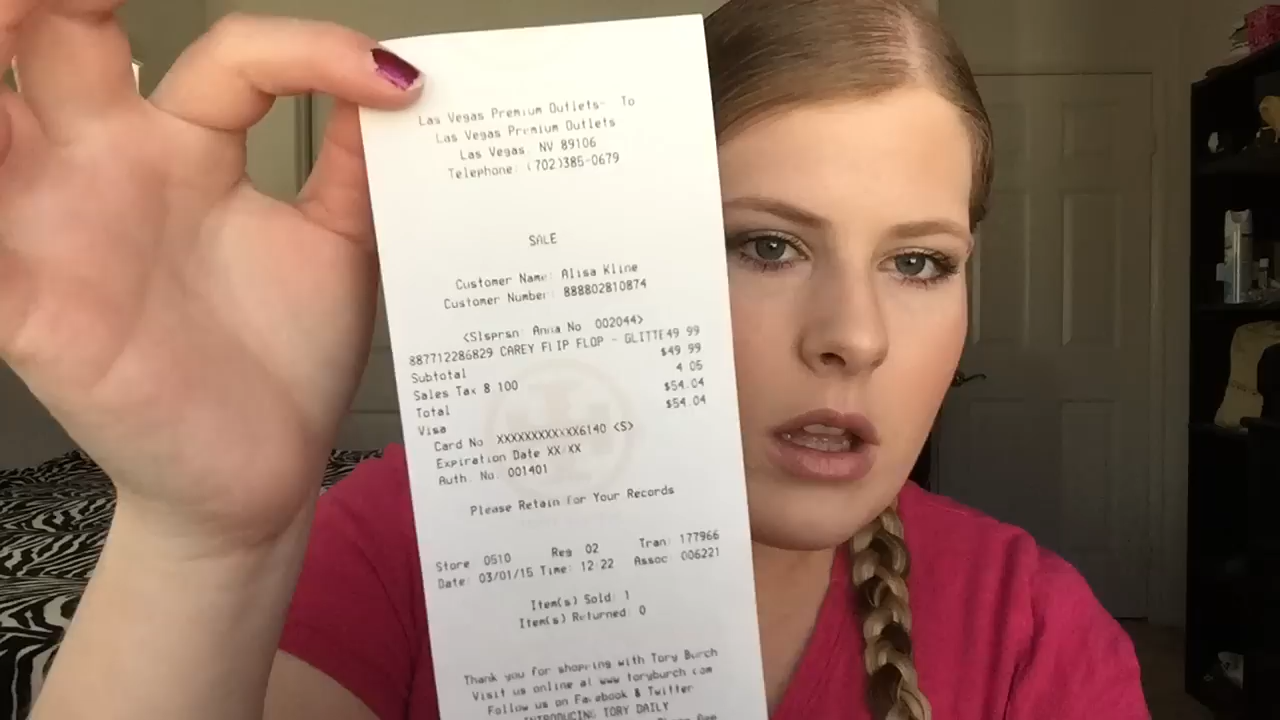 Las Vegas Premium Outlets- To
Las Vegas Premium Outlets
Las Vegas, NV 89106
Telephone: (702)385-0679
SALE
Customer Name: Alisa Kline
Customer Number: 888802810874
<Slsprsn: Anna No 002044>
887712286829 CAREY FLIP FLOP - GLITTE49.99
Subtotal $49.99
Sales Tax 8.100 4.05
Total $54.04
Visa $54.04
Card No XXXXXXXXXXXX6140 <S>
Expiration Date XX/XX
Auth. No. 001401
Please Retain for Your Records
Store 0510 Reg 02 Tran: 177966
Date: 03/01/15 Time: 12:22 Assoc: 006221
Item(s) Sold: 1
Item(s) Returned: 0
Thank you for shopping with Tory Burch
Visit us online at www.toryburch.com
Follow us on Facebook & Twitter
INTRODUCING TORY DAILY